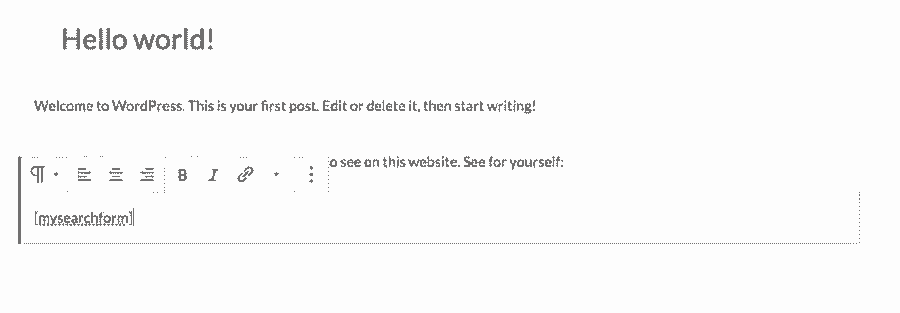 Hello world!
Welcome to WordPress. This is your first post. Edit or delete it, then start writing!
o see on this website. See for yourself:
B I
[mysearchform]